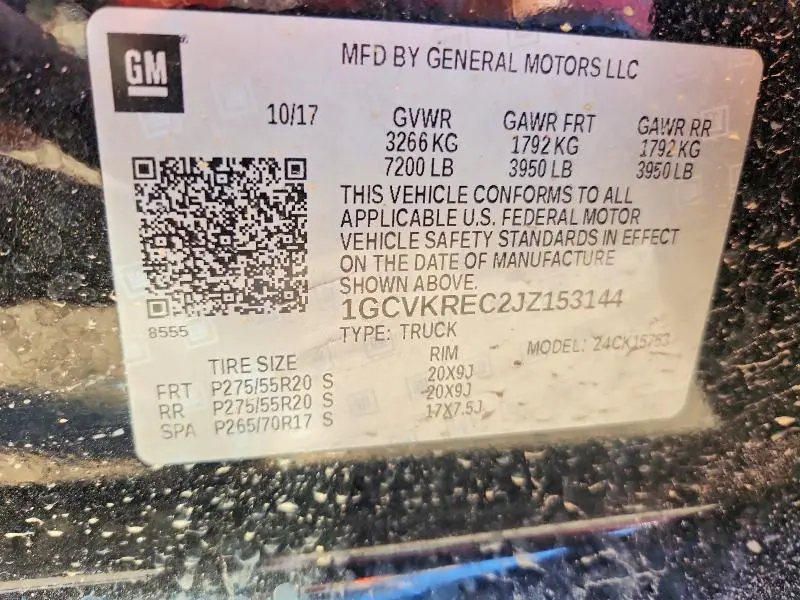 GM
MFD BY GENERAL MOTORS LLC
10/17 GVWR GAWR FRT GAWR RR
3266 KG 1792 KG 1792 KG
7200 LB 3950 LB 3950 LB
THIS VEHICLE CONFORMS TO ALL
APPLICABLE U.S. FEDERAL MOTOR
VEHICLE SAFETY STANDARDS IN EFFECT
ON THE DATE OF MANUFACTURE
SHOWN ABOVE.
1GCVKREC2JZ153144
8555 TYPE: TRUCK
MODEL: Z4CK15753
TIRE SIZE RIM
FRT P275/55R20 S 20X9J
RR P275/55R20 S 20X9J
SPA P265/70R17 S 17X7.5J